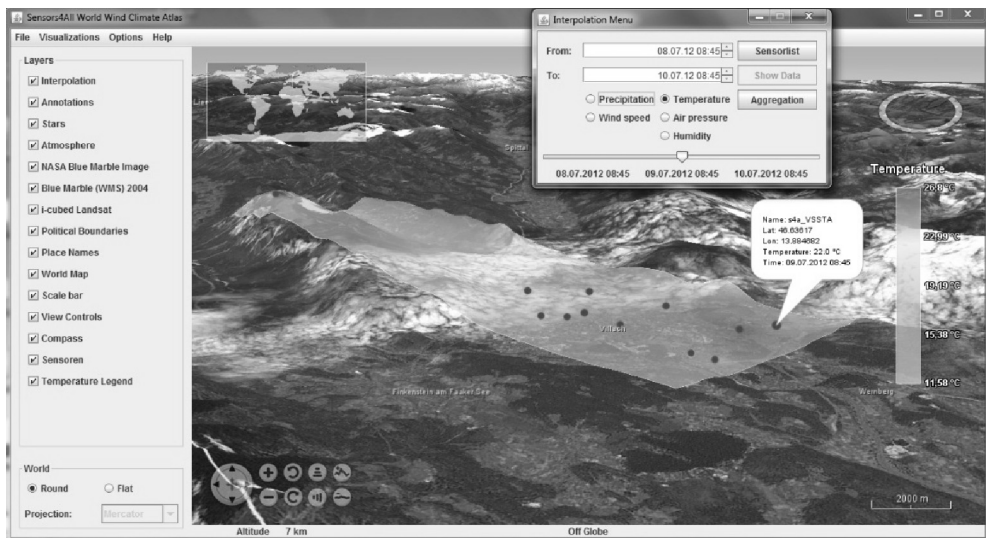 Sensors4All World Wind Climate Atlas
File Visualizations Options Help
Layers
Interpolation
Annotations
Stars
Atmosphere
NASA Blue Marble Image
Blue Marble (WMS) 2004
i-cubed Landsat
Political Boundaries
Place Names
World Map
Scale bar
View Controls
Compass
Sensoren
Temperature Legend
World
Round Flat
Projection: Mercator
Interpolation Menu
From: 08.07.12 08:45 Sensorlist
To: 10.07.12 08:45 Show Data
Precipitation Temperature Aggregation
Wind speed Air pressure
Humidity
08.07.2012 08:45 09.07.2012 08:45 10.07.2012 08:45
Spittal
Temperature
26,8 °C
22,99 °C
19,19 °C
15,38 °C
11,58 °C
Name: s4a_VSSTA
Lat: 46.63617
Lon: 13.884682
Temperature: 22.0 °C
Time: 09.07.2012 08:45
Villach
Finkenstein am Faaker See
Wernberg
2000 m
Altitude 7 km Off Globe